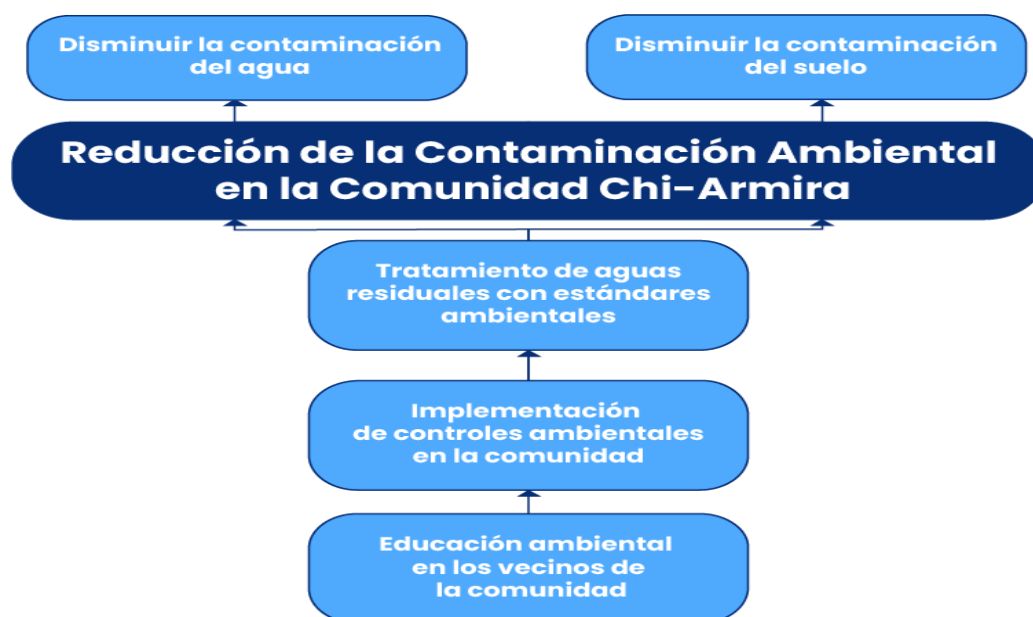 Disminuir la contaminación
del agua
Disminuir la contaminación
del suelo
Reducción de la Contaminación Ambiental
en la Comunidad Chi-Armira
Tratamiento de aguas
residuales con estándares
ambientales
Implementación
de controles ambientales
en la comunidad
Educación ambiental
en los vecinos de
la comunidad